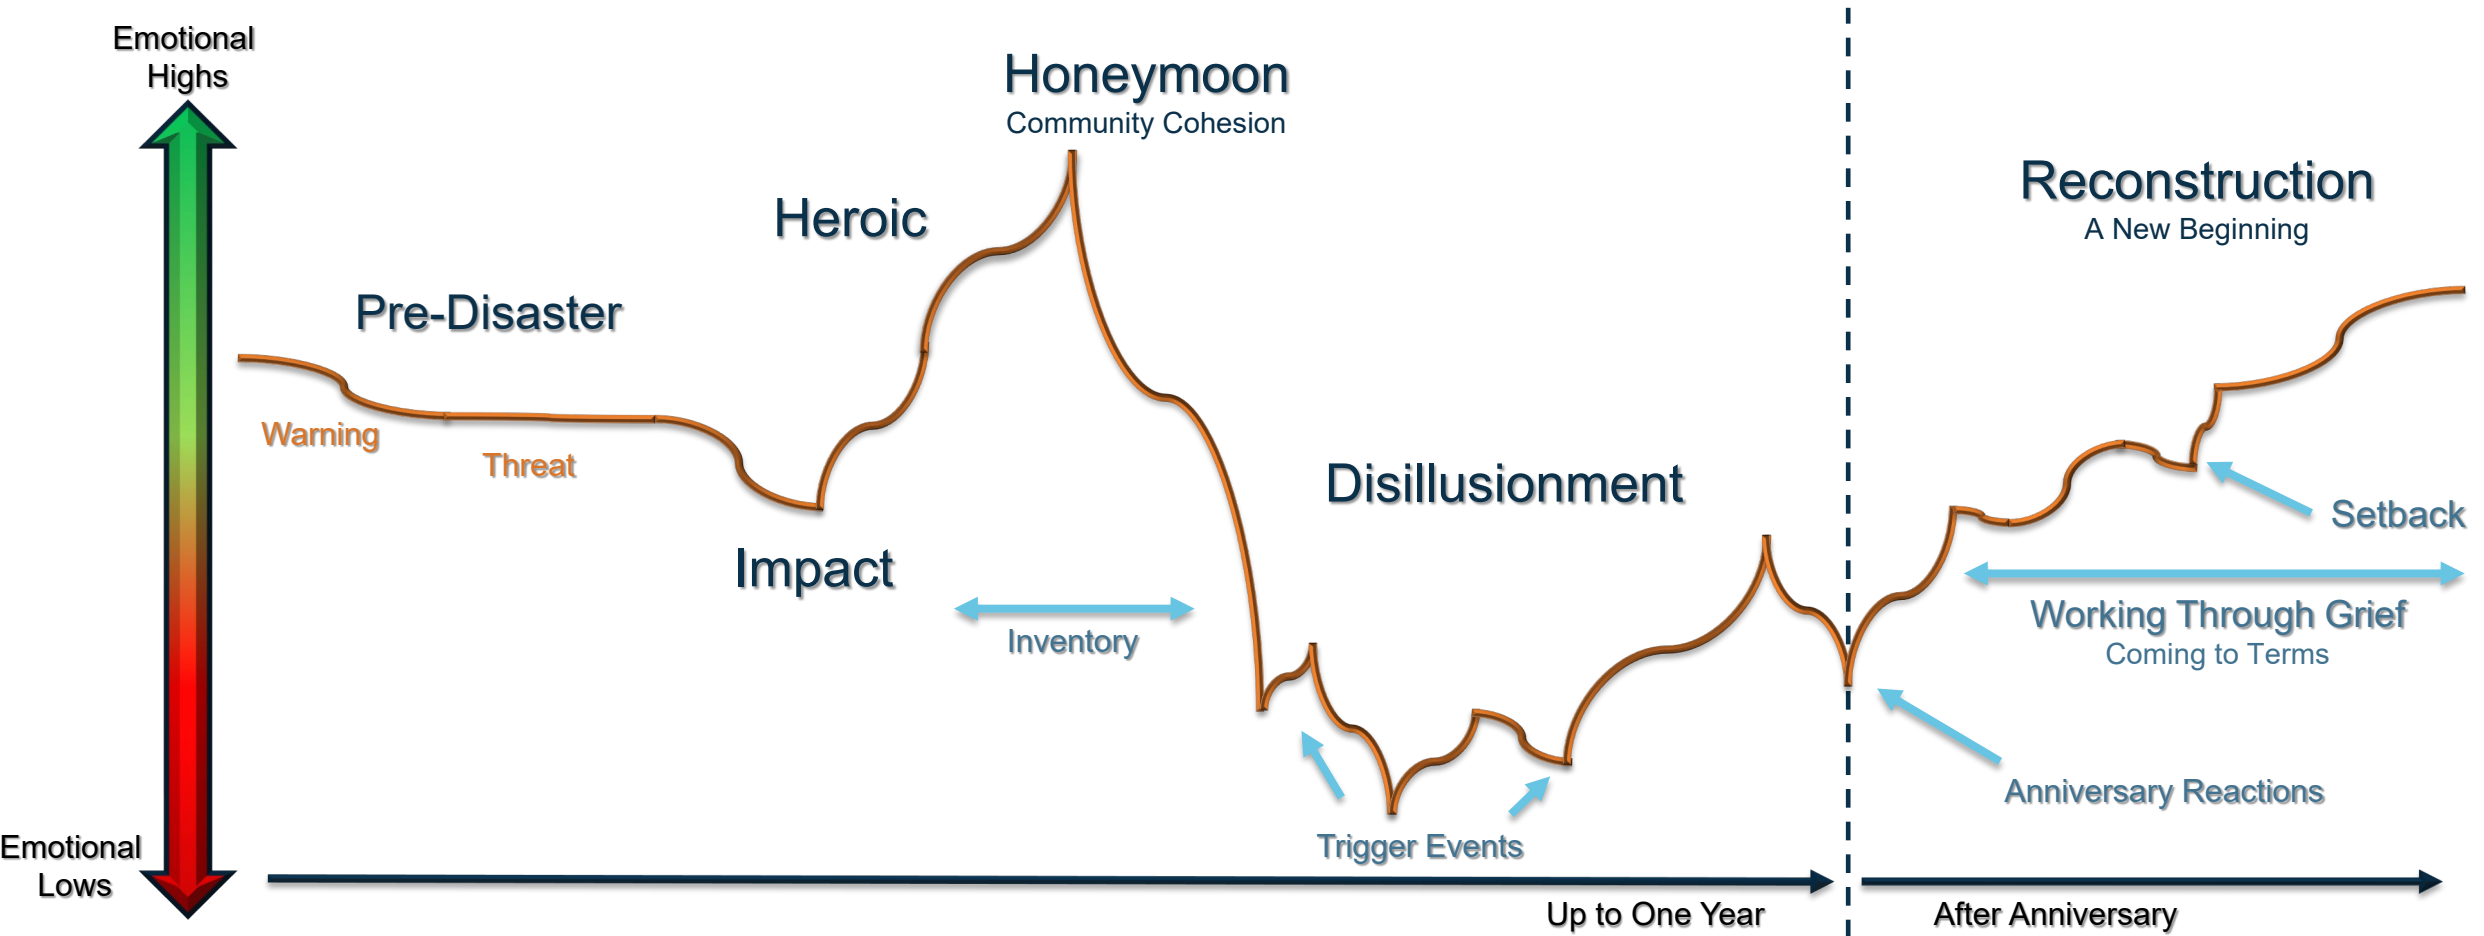 Emotional
Highs
Honeymoon
Community Cohesion
Heroic
Reconstruction
A New Beginning
Pre-Disaster
Warning
Threat
Disillusionment
Setback
Impact
Inventory
Working Through Grief
Coming to Terms
Anniversary Reactions
Trigger Events
Emotional
Lows
Up to One Year
After Anniversary